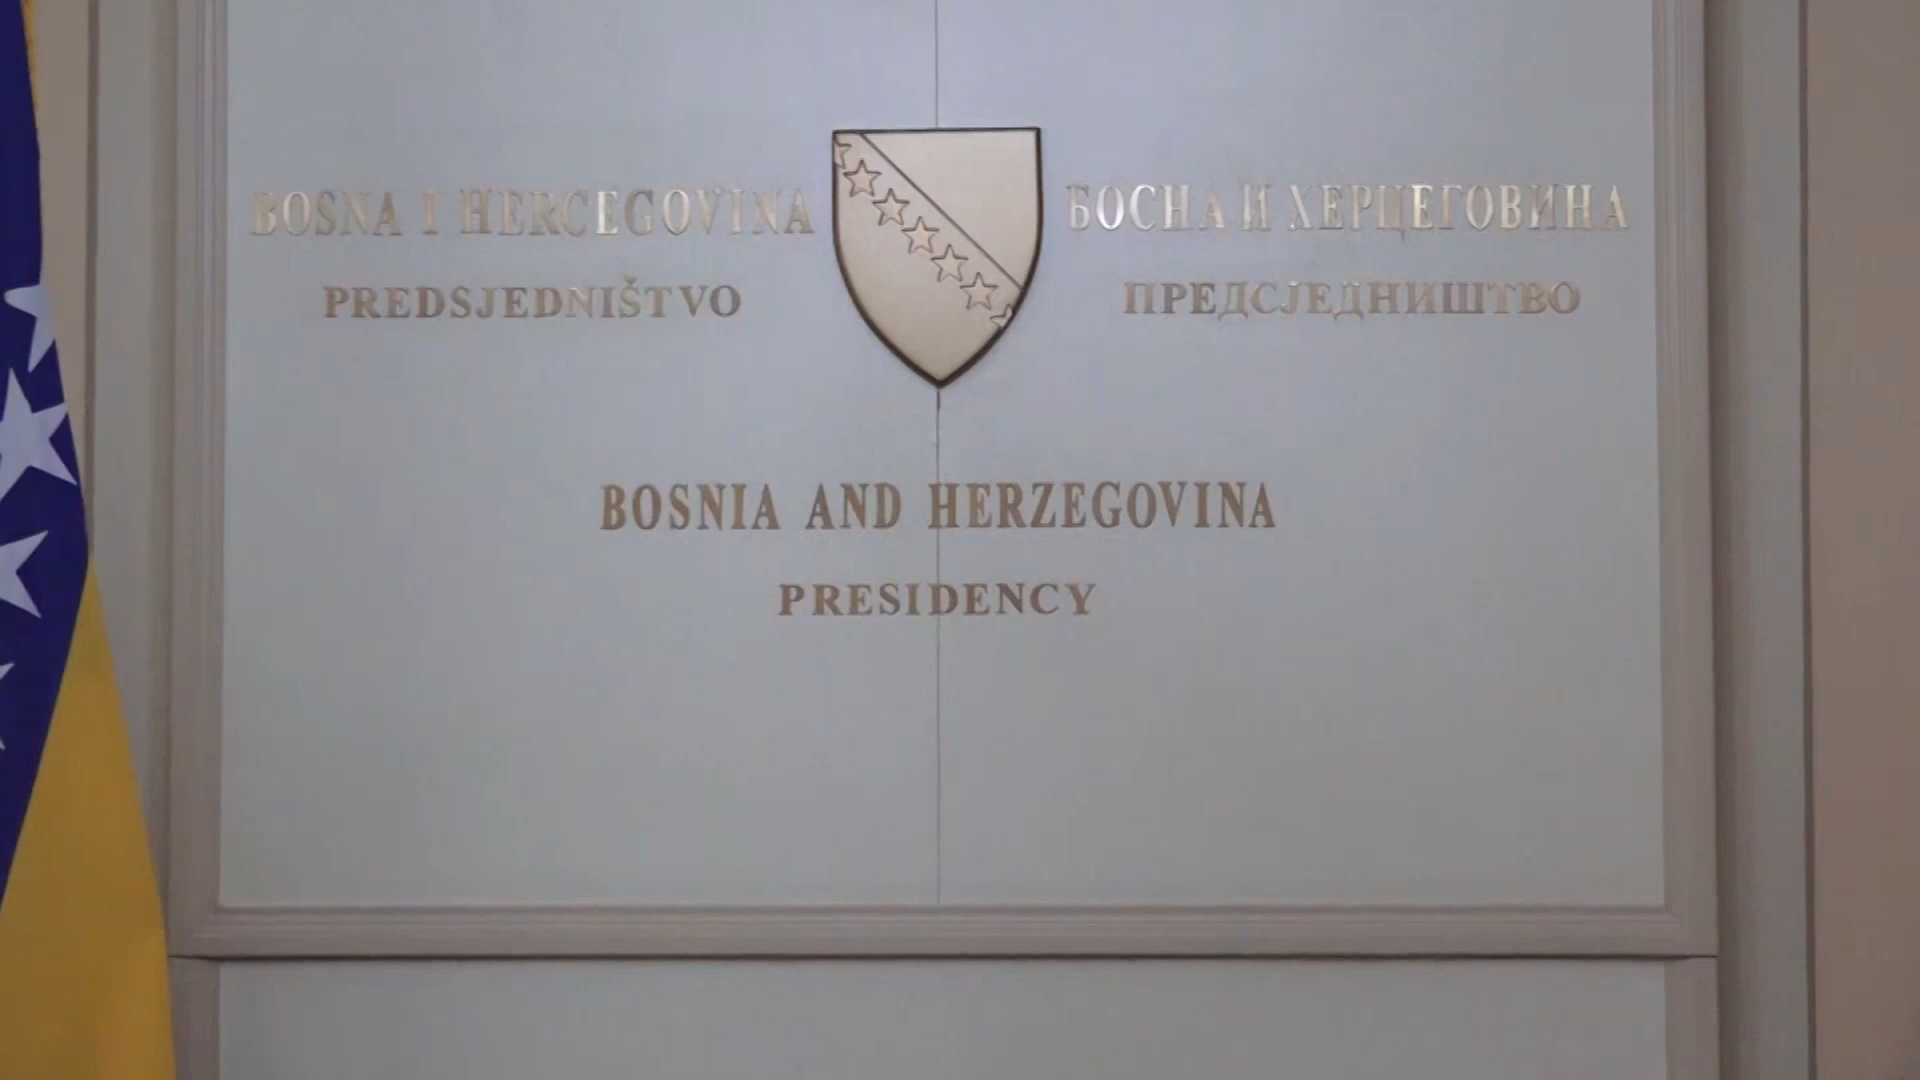 BOSNA I HERCEGOVINA
PREDSJEDNIŠTVO
БОСНА И ХЕРЦЕГОВИНА
ПРЕДСЈЕДНИШТВО
BOSNIA AND HERZEGOVINA
PRESIDENCY